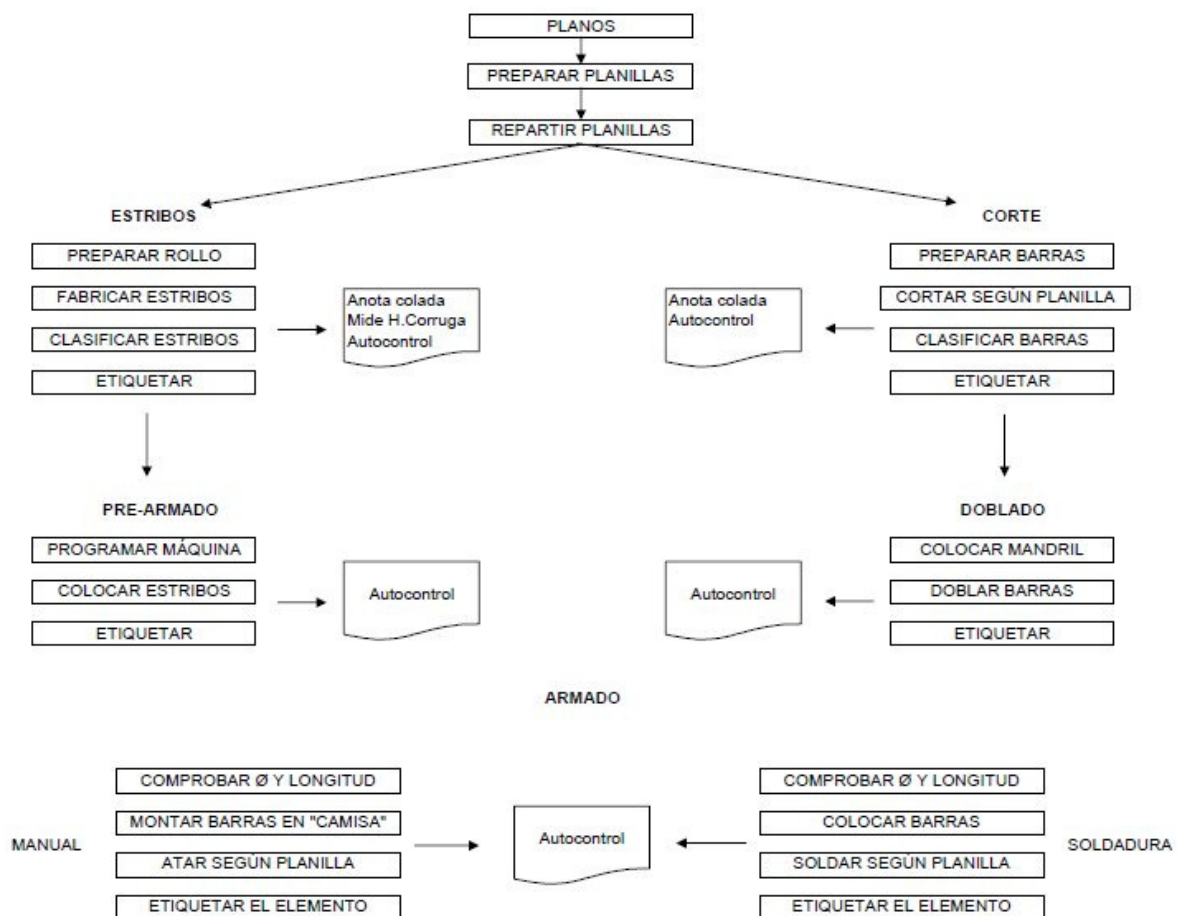 PLANOS
PREPARAR PLANILLAS
REPARTIR PLANILLAS
ESTRIBOS
PREPARAR ROLLO
FABRICAR ESTRIBOS
CLASIFICAR ESTRIBOS
ETIQUETAR
Anota colada
Mide H.Corruga
Autocontrol
CORTE
PREPARAR BARRAS
CORTAR SEGÚN PLANILLA
CLASIFICAR BARRAS
ETIQUETAR
Anota colada
Autocontrol
PRE-ARMADO
PROGRAMAR MÁQUINA
COLOCAR ESTRIBOS
ETIQUETAR
Autocontrol
DOBLADO
COLOCAR MANDRIL
DOBLAR BARRAS
ETIQUETAR
Autocontrol
ARMADO
MANUAL
COMPROBAR Ø Y LONGITUD
MONTAR BARRAS EN "CAMISA"
ATAR SEGÚN PLANILLA
ETIQUETAR EL ELEMENTO
Autocontrol
COMPROBAR Ø Y LONGITUD
COLOCAR BARRAS
SOLDAR SEGÚN PLANILLA
ETIQUETAR EL ELEMENTO
SOLDADURA